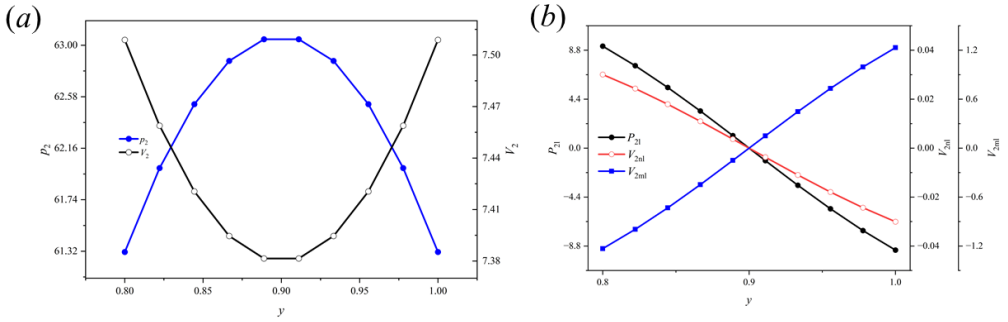 (a)
63.00
62.58
62.16
61.74
61.32
p2
p2
V2
7.50
7.47
7.44
7.41
7.38
V2
0.80 0.85 0.90 0.95 1.00
y
(b)
8.8
4.4
0.0
-4.4
-8.8
P2l
P2l
V2nl
V2ml
0.04
0.02
0.00
-0.02
-0.04
V2nl
1.2
0.6
0.0
-0.6
-1.2
V2ml
0.8 0.9 1.0
y